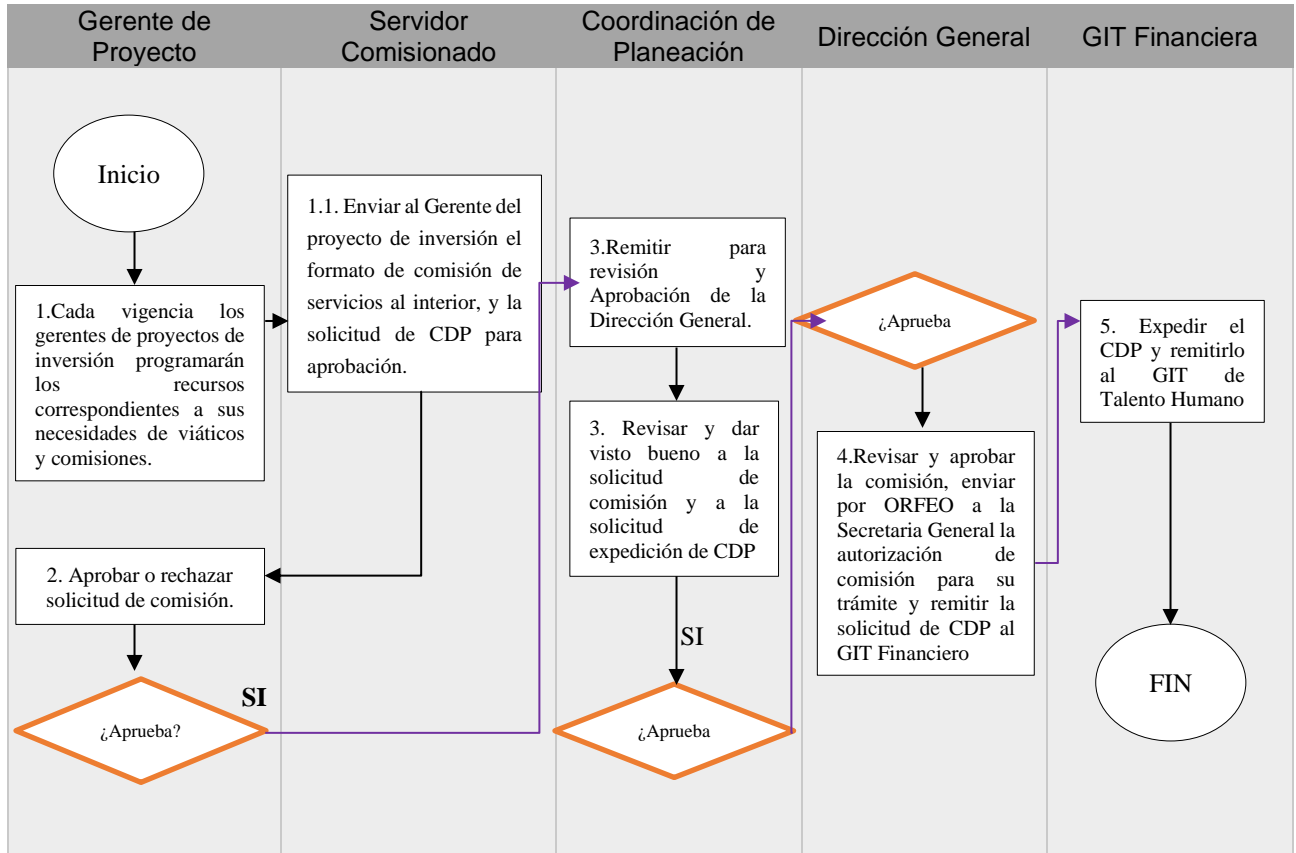 Gerente de
Proyecto
Servidor
Comisionado
Coordinación de
Planeación
Dirección General
GIT Financiera
Inicio
1.Cada vigencia los
gerentes de proyectos de
inversión programarán
los recursos
correspondientes a sus
necesidades de viáticos
y comisiones.
1.1. Enviar al Gerente del
proyecto de inversión el
formato de comisión de
servicios al interior, y la
solicitud de CDP para
aprobación.
2. Aprobar o rechazar
solicitud de comisión.
¿Aprueba?
SI
3.Remitir para
revisión y
Aprobación de la
Dirección General.
3. Revisar y dar
visto bueno a la
solicitud de
comisión y a la
solicitud de
expedición de CDP
SI
¿Aprueba
¿Aprueba
4.Revisar y aprobar
la comisión, enviar
por ORFEO a la
Secretaria General la
autorización de
comisión para su
trámite y remitir la
solicitud de CDP al
GIT Financiero
5. Expedir el
CDP y remitirlo
al GIT de
Talento Humano
FIN